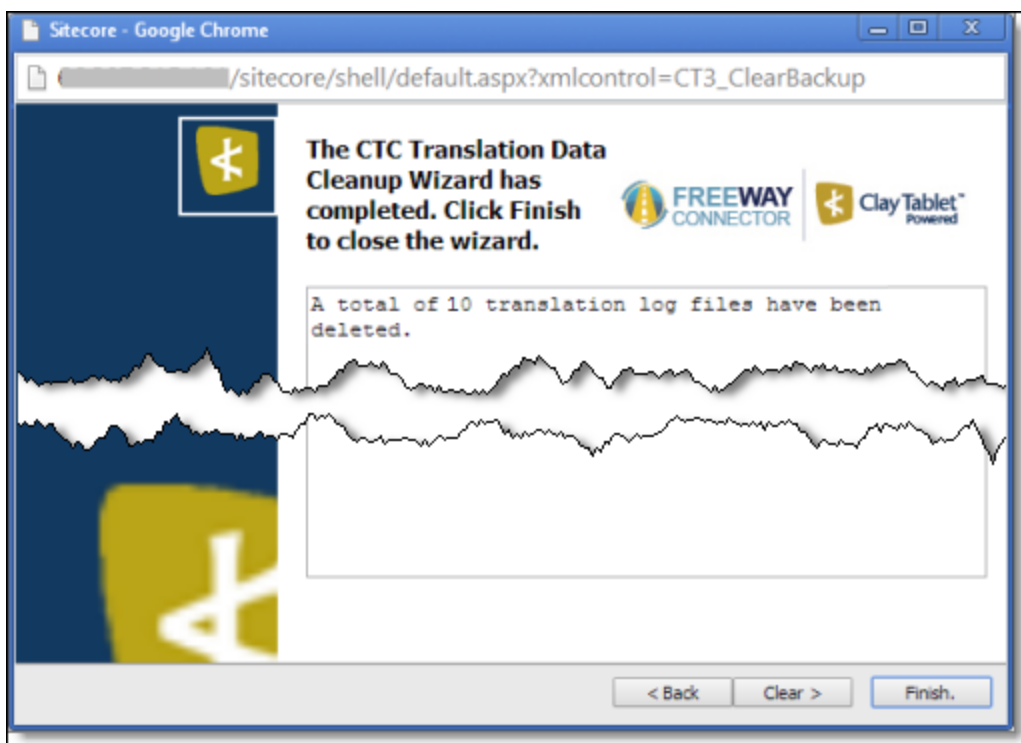 Sitecore - Google Chrome
/sitecore/shell/default.aspx?xmlcontrol=CT3_ClearBackup
The CTC Translation Data
Cleanup Wizard has
completed. Click Finish
to close the wizard.
FREEWAY
CONNECTOR
Clay Tablet™
Powered
A total of 10 translation log files have been
deleted.
< Back
Clear >
Finish.